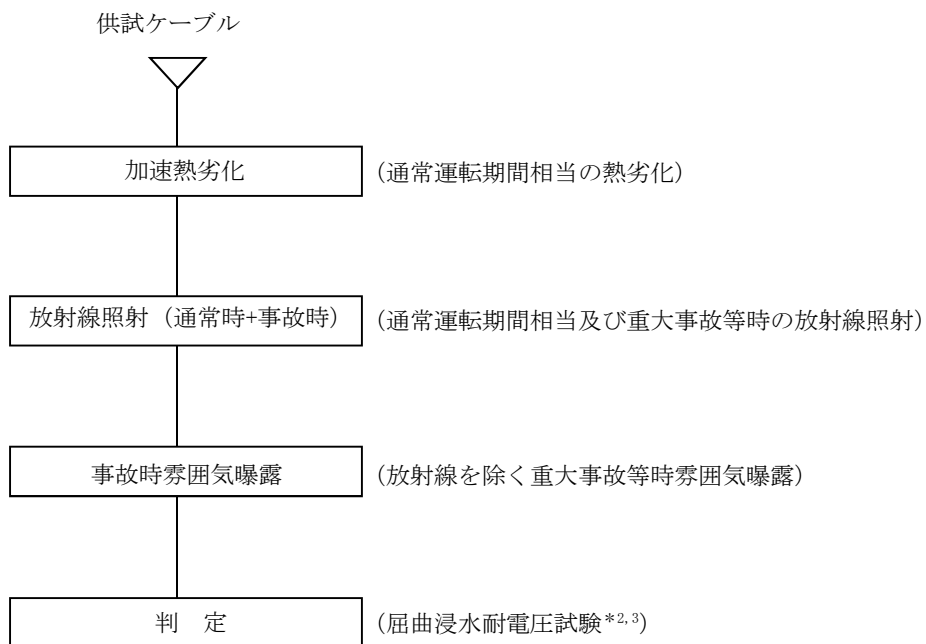 供試ケーブル
加速熱劣化 (通常運転期間相当の熱劣化)
放射線照射(通常時+事故時) (通常運転期間相当及び重大事故等時の放射線照射)
事故時雰囲気曝露 (放射線を除く重大事故等時雰囲気曝露)
判 定 (屈曲浸水耐電圧試験*2,3)